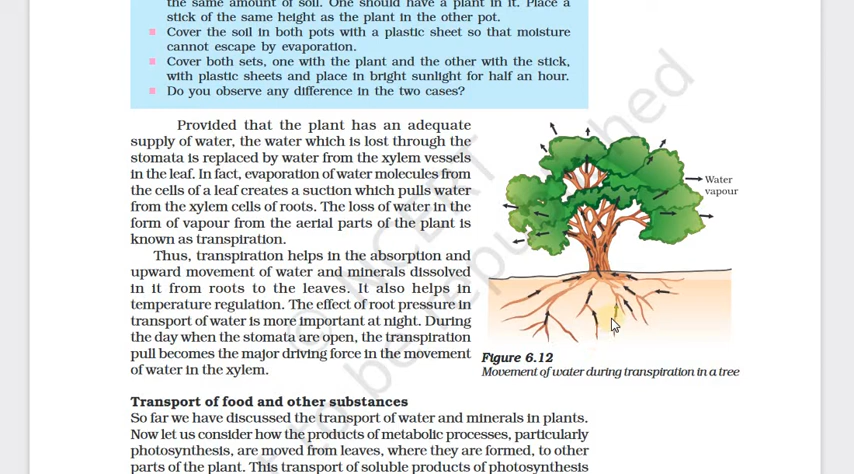 the same amount of soil. One should have a plant in it. Place a
stick of the same height as the plant in the other pot.
Cover the soil in both pots with a plastic sheet so that moisture
cannot escape by evaporation.
Cover both sets, one with the plant and the other with the stick,
with plastic sheets and place in bright sunlight for half an hour.
Do you observe any difference in the two cases?
Provided that the plant has an adequate
supply of water, the water which is lost through the
stomata is replaced by water from the xylem vessels
in the leaf. In fact, evaporation of water molecules from
the cells of a leaf creates a suction which pulls water
from the xylem cells of roots. The loss of water in the
form of vapour from the aerial parts of the plant is
known as transpiration.
Thus, transpiration helps in the absorption and
upward movement of water and minerals dissolved
in it from roots to the leaves. It also helps in
temperature regulation. The effect of root pressure in
transport of water is more important at night. During
the day when the stomata are open, the transpiration
pull becomes the major driving force in the movement
of water in the xylem.
Water
vapour
Figure 6.12
Movement of water during transpiration in a tree
Transport of food and other substances
So far we have discussed the transport of water and minerals in plants.
Now let us consider how the products of metabolic processes, particularly
photosynthesis, are moved from leaves, where they are formed, to other
parts of the plant. This transport of soluble products of photosynthesis
© NCERT
not to be republished